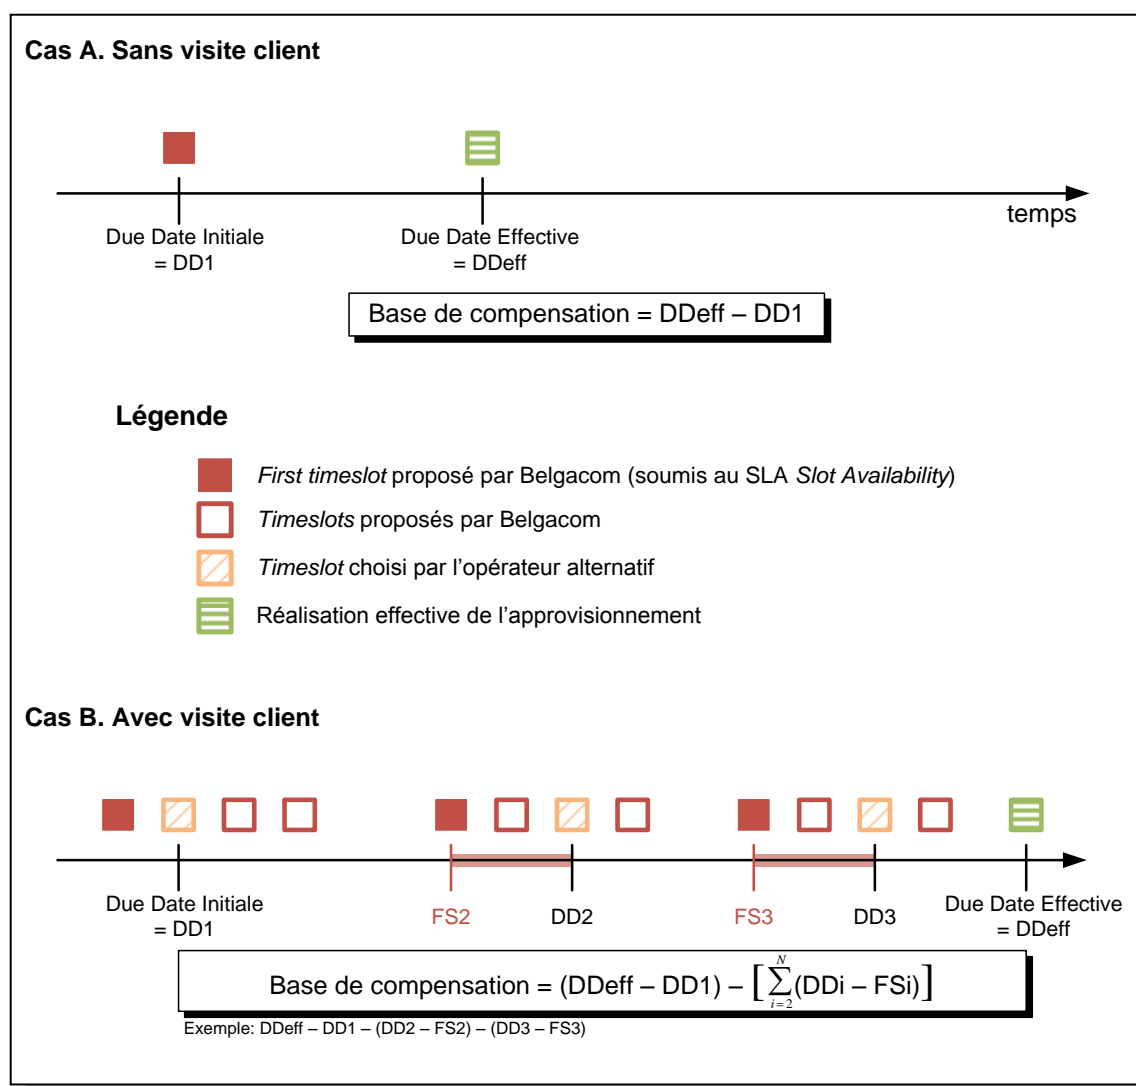 Cas A. Sans visite client
temps
Due Date Initiale
= DD1
Due Date Effective
= DDeff
Base de compensation = DDeff – DD1
Légende
First timeslot proposé par Belgacom (soumis au SLA Slot Availability)
Timeslots proposés par Belgacom
Timeslot choisi par l’opérateur alternatif
Réalisation effective de l’approvisionnement
Cas B. Avec visite client
Due Date Initiale
= DD1
FS2
DD2
FS3
DD3
Due Date Effective
= DDeff
Base de compensation = (DDeff – DD1) – [∑_{i=2}^{N}(DDi – FSi)]
Exemple: DDeff – DD1 – (DD2 – FS2) – (DD3 – FS3)